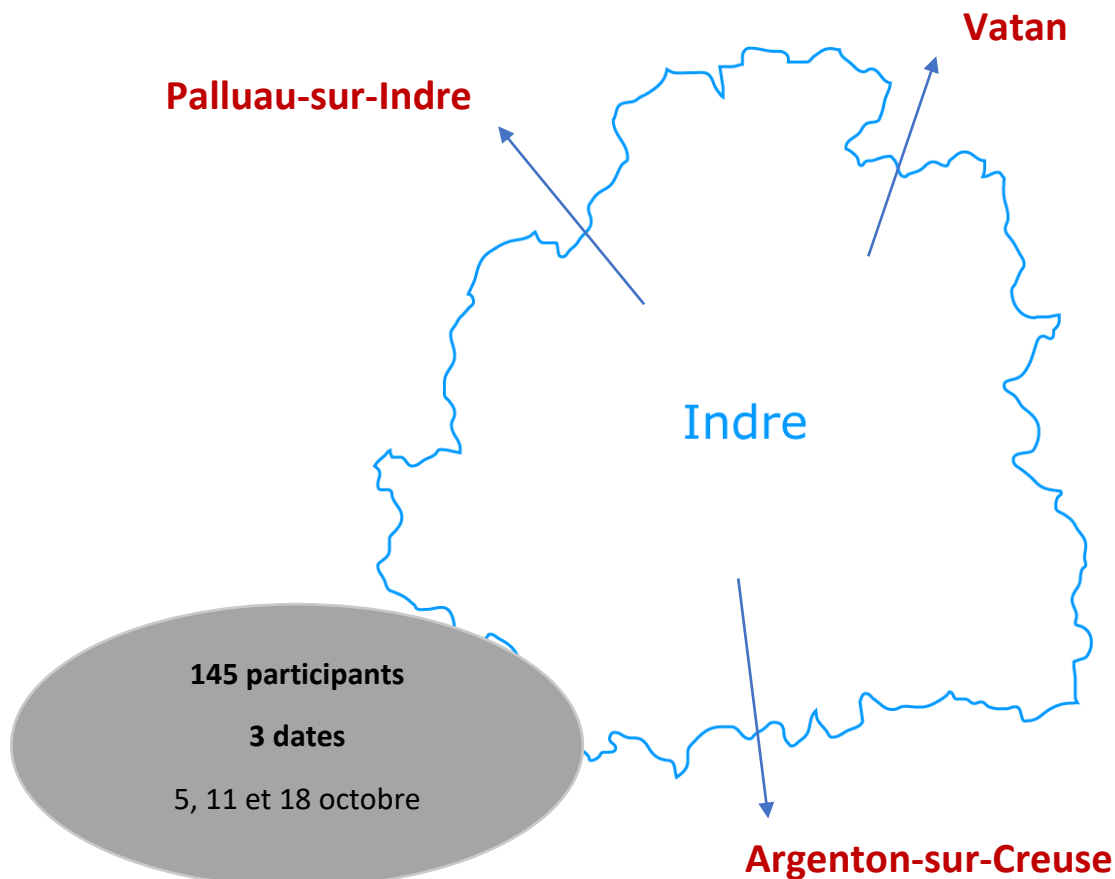 Vatan
Palluau-sur-Indre
Indre
145 participants
3 dates
5, 11 et 18 octobre
Argenton-sur-Creuse